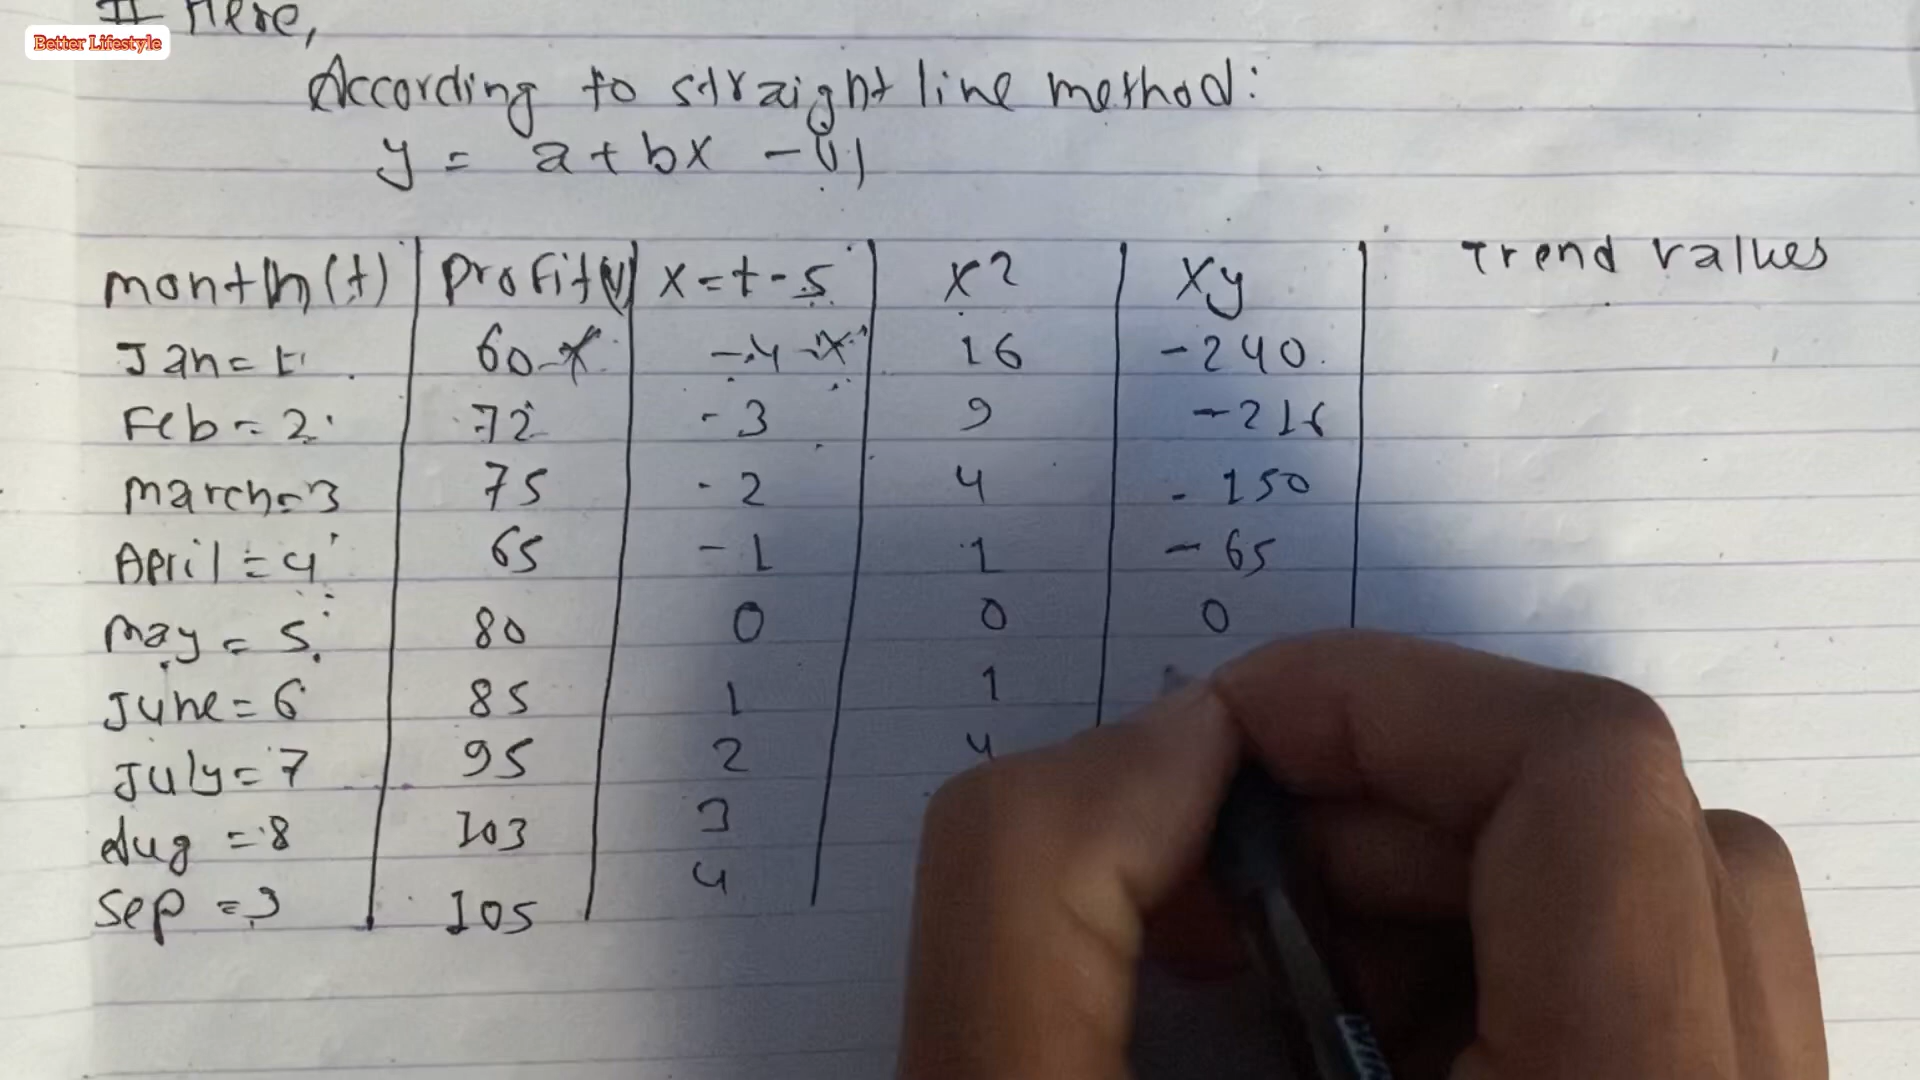 Better Lifestyle
Here,
According to straight line method:
y = a + bx - (1)
month(t) Profit(y) x=t-5 x2 xy Trend values
Jan=1 60-x -4-x 16 -240
Feb=2 72 -3 9 -216
march=3 75 -2 4 -150
April=4 65 -1 1 -65
may=5 80 0 0 0
June=6 85 1 1
July=7 95 2 4
Aug=8 103 3
Sep=9 105 4